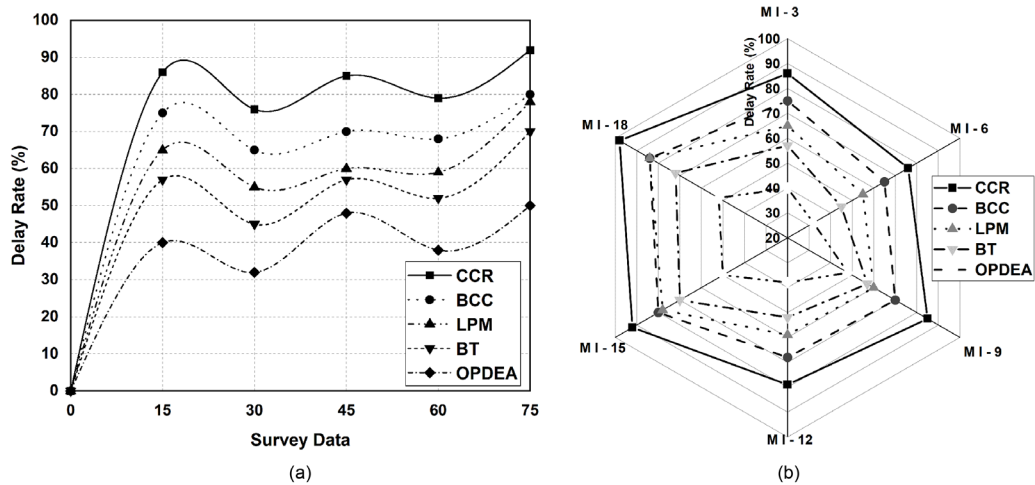 100
90
80
70
60
50
40
30
20
10
0
Delay Rate (%)
0 15 30 45 60 75
Survey Data
CCR
BCC
LPM
BT
OPDEA
(a)
M I - 3
M I - 6
M I - 9
M I - 12
M I - 15
M I - 18
100
90
80
70
60
50
40
30
20
Delay Rate (%)
CCR
BCC
LPM
BT
OPDEA
(b)